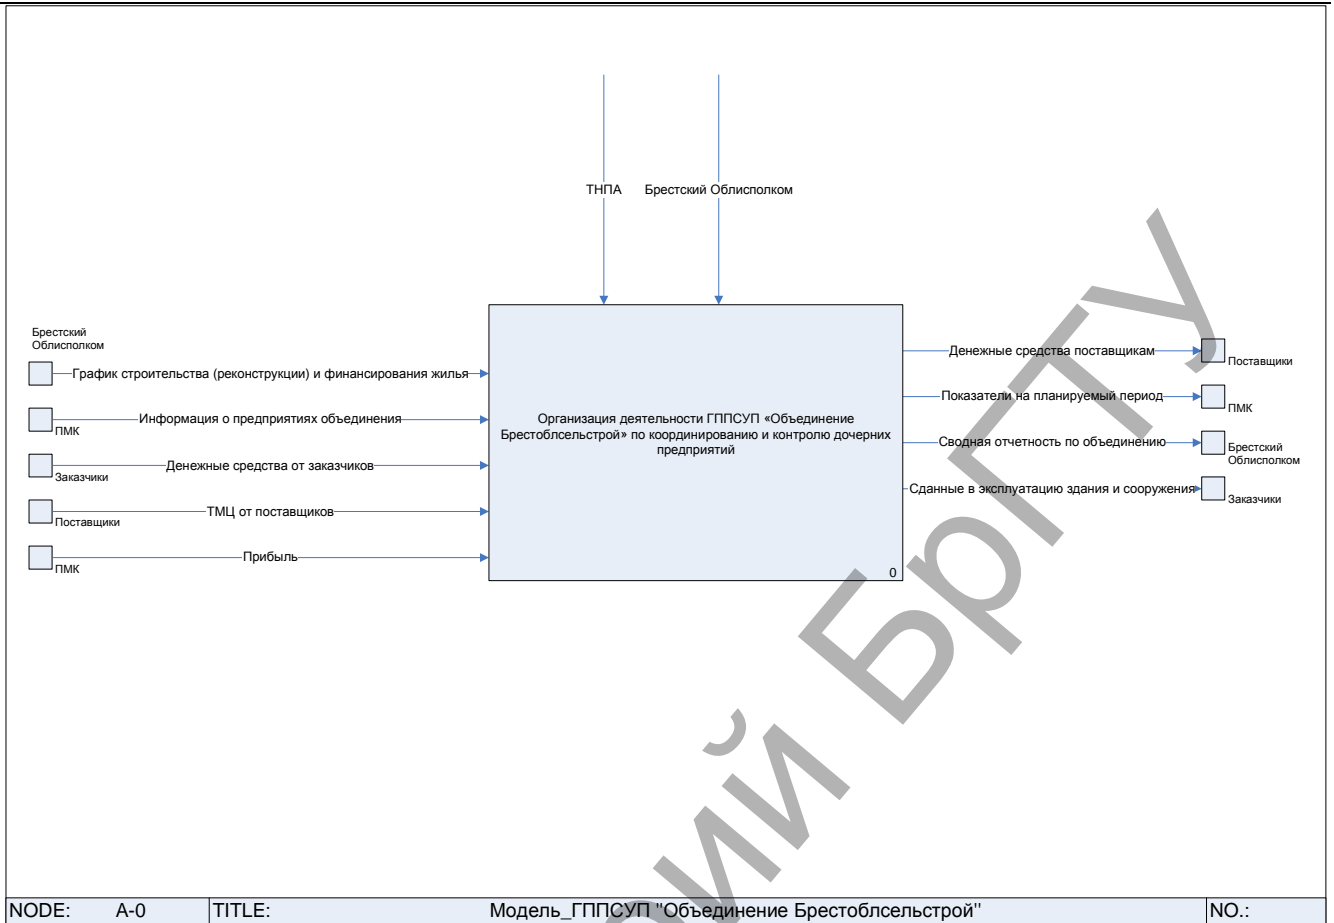 ТНПА
Брестский Облисполком
Брестский
Облисполком
График строительства (реконструкции) и финансирования жилья
ПМК
Информация о предприятиях объединения
Заказчики
Денежные средства от заказчиков
Поставщики
ТМЦ от поставщиков
ПМК
Прибыль
Организация деятельности ГППСУП «Объединение
Брестоблсельстрой» по координированию и контролю дочерних
предприятий
0
Денежные средства поставщикам
Поставщики
Показатели на планируемый период
ПМК
Сводная отчетность по объединению
Брестский
Облисполком
Сданные в эксплуатацию здания и сооружения
Заказчики
БрГТУ
NODE: A-0 TITLE: Модель_ГППСУП "Объединение Брестоблсельстрой" NO.: